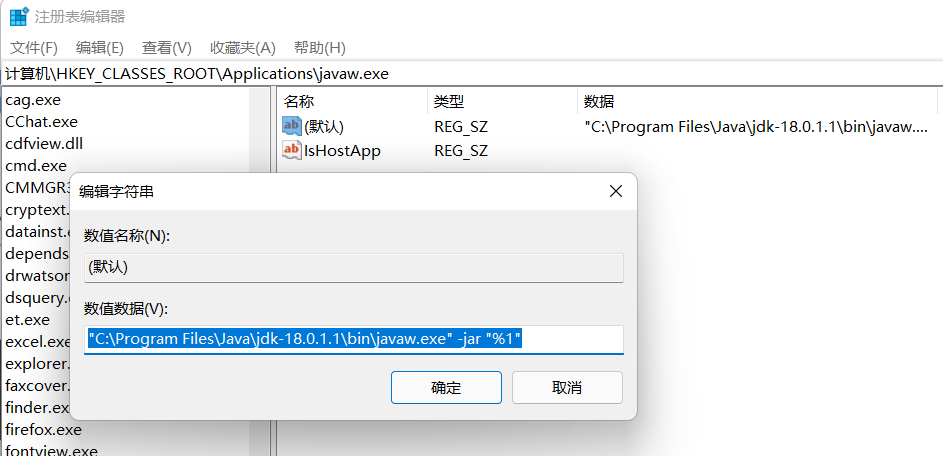 注册表编辑器
文件(F) 编辑(E) 查看(V) 收藏夹(A) 帮助(H)
计算机\HKEY_CLASSES_ROOT\Applications\javaw.exe
cag.exe
CChat.exe
cdfview.dll
cmd.exe
CMMGR3
cryptext.
datainst.e
depends
drwatson
dsquery.
et.exe
excel.exe
explorer.
faxcover.
finder.ex
firefox.exe
fontview.exe
名称 类型 数据
(默认) REG_SZ "C:\Program Files\Java\jdk-18.0.1.1\bin\javaw....
IsHostApp REG_SZ
编辑字符串
数值名称(N):
(默认)
数值数据(V):
"C:\Program Files\Java\jdk-18.0.1.1\bin\javaw.exe" -jar "%1"
确定 取消